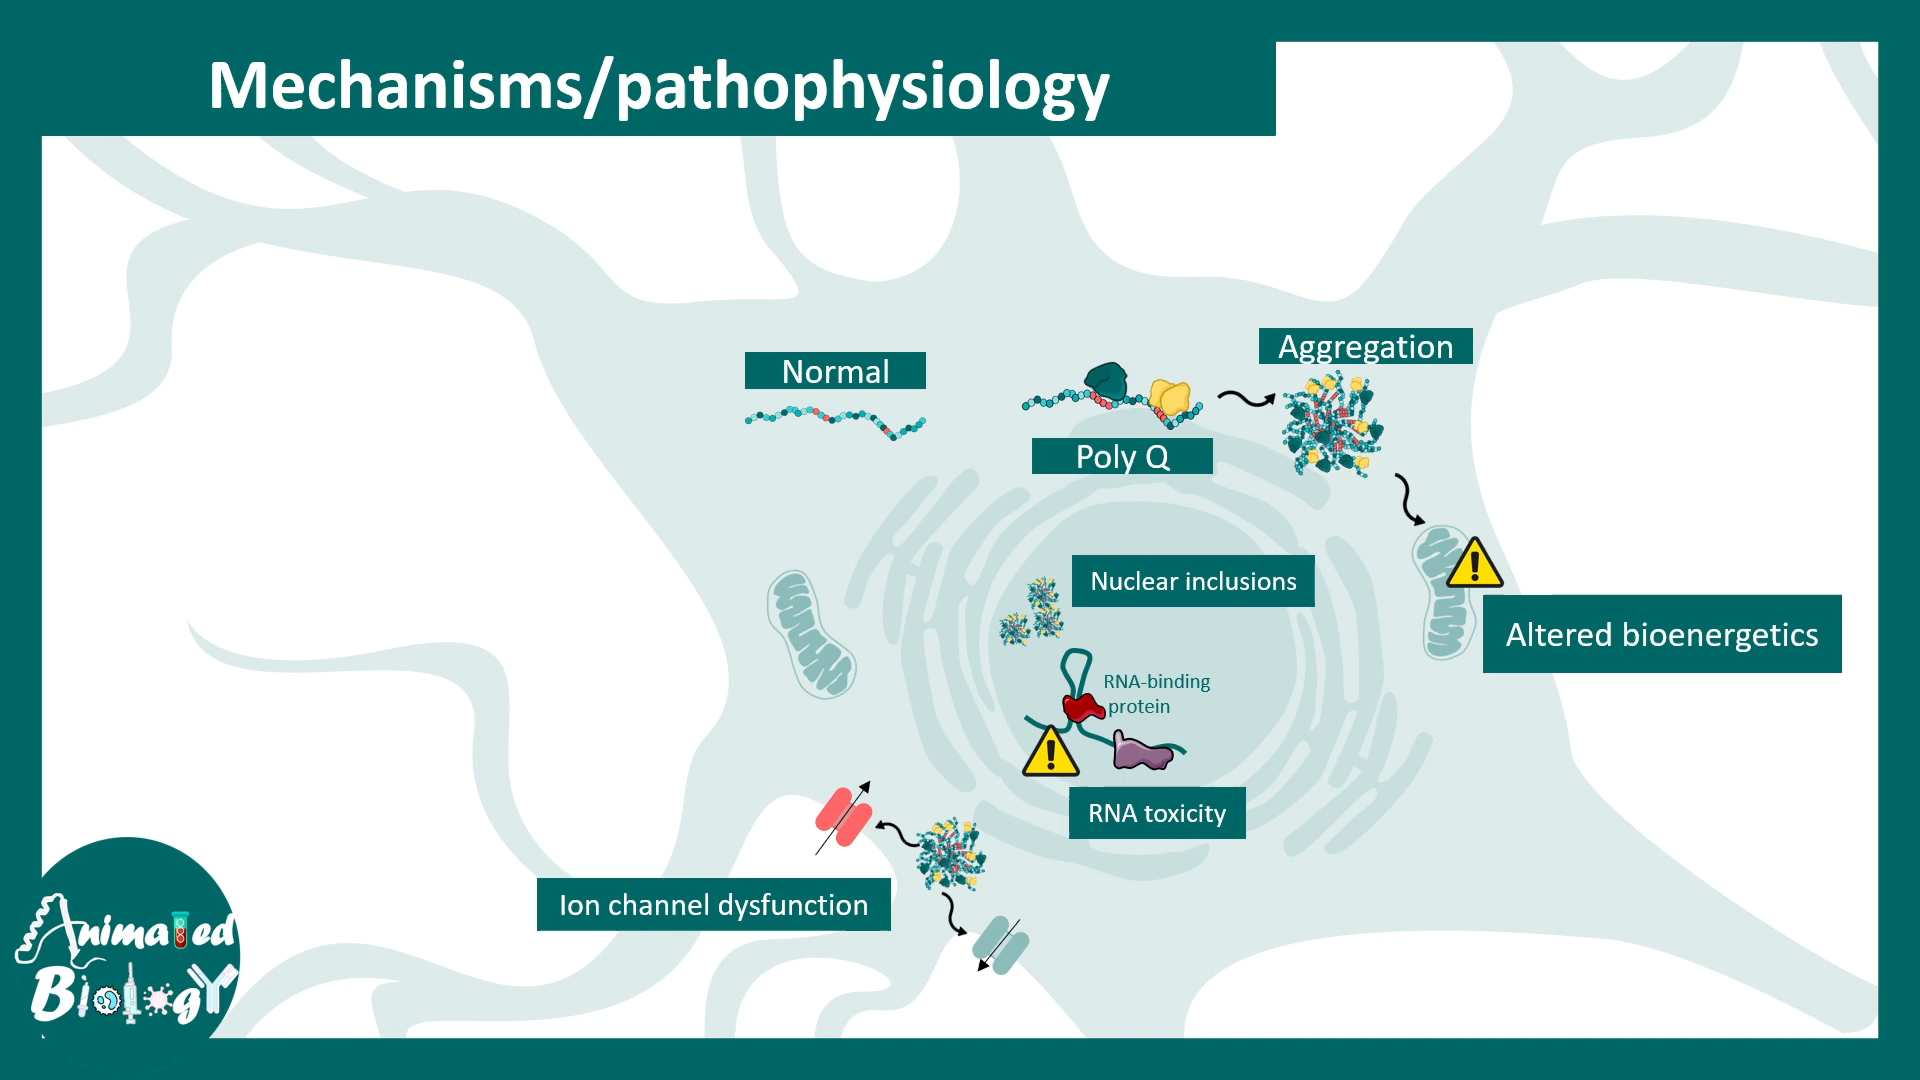 Mechanisms/pathophysiology
Normal
Aggregation
Poly Q
Nuclear inclusions
Altered bioenergetics
RNA-binding
protein
RNA toxicity
Ion channel dysfunction
Animated
Biology